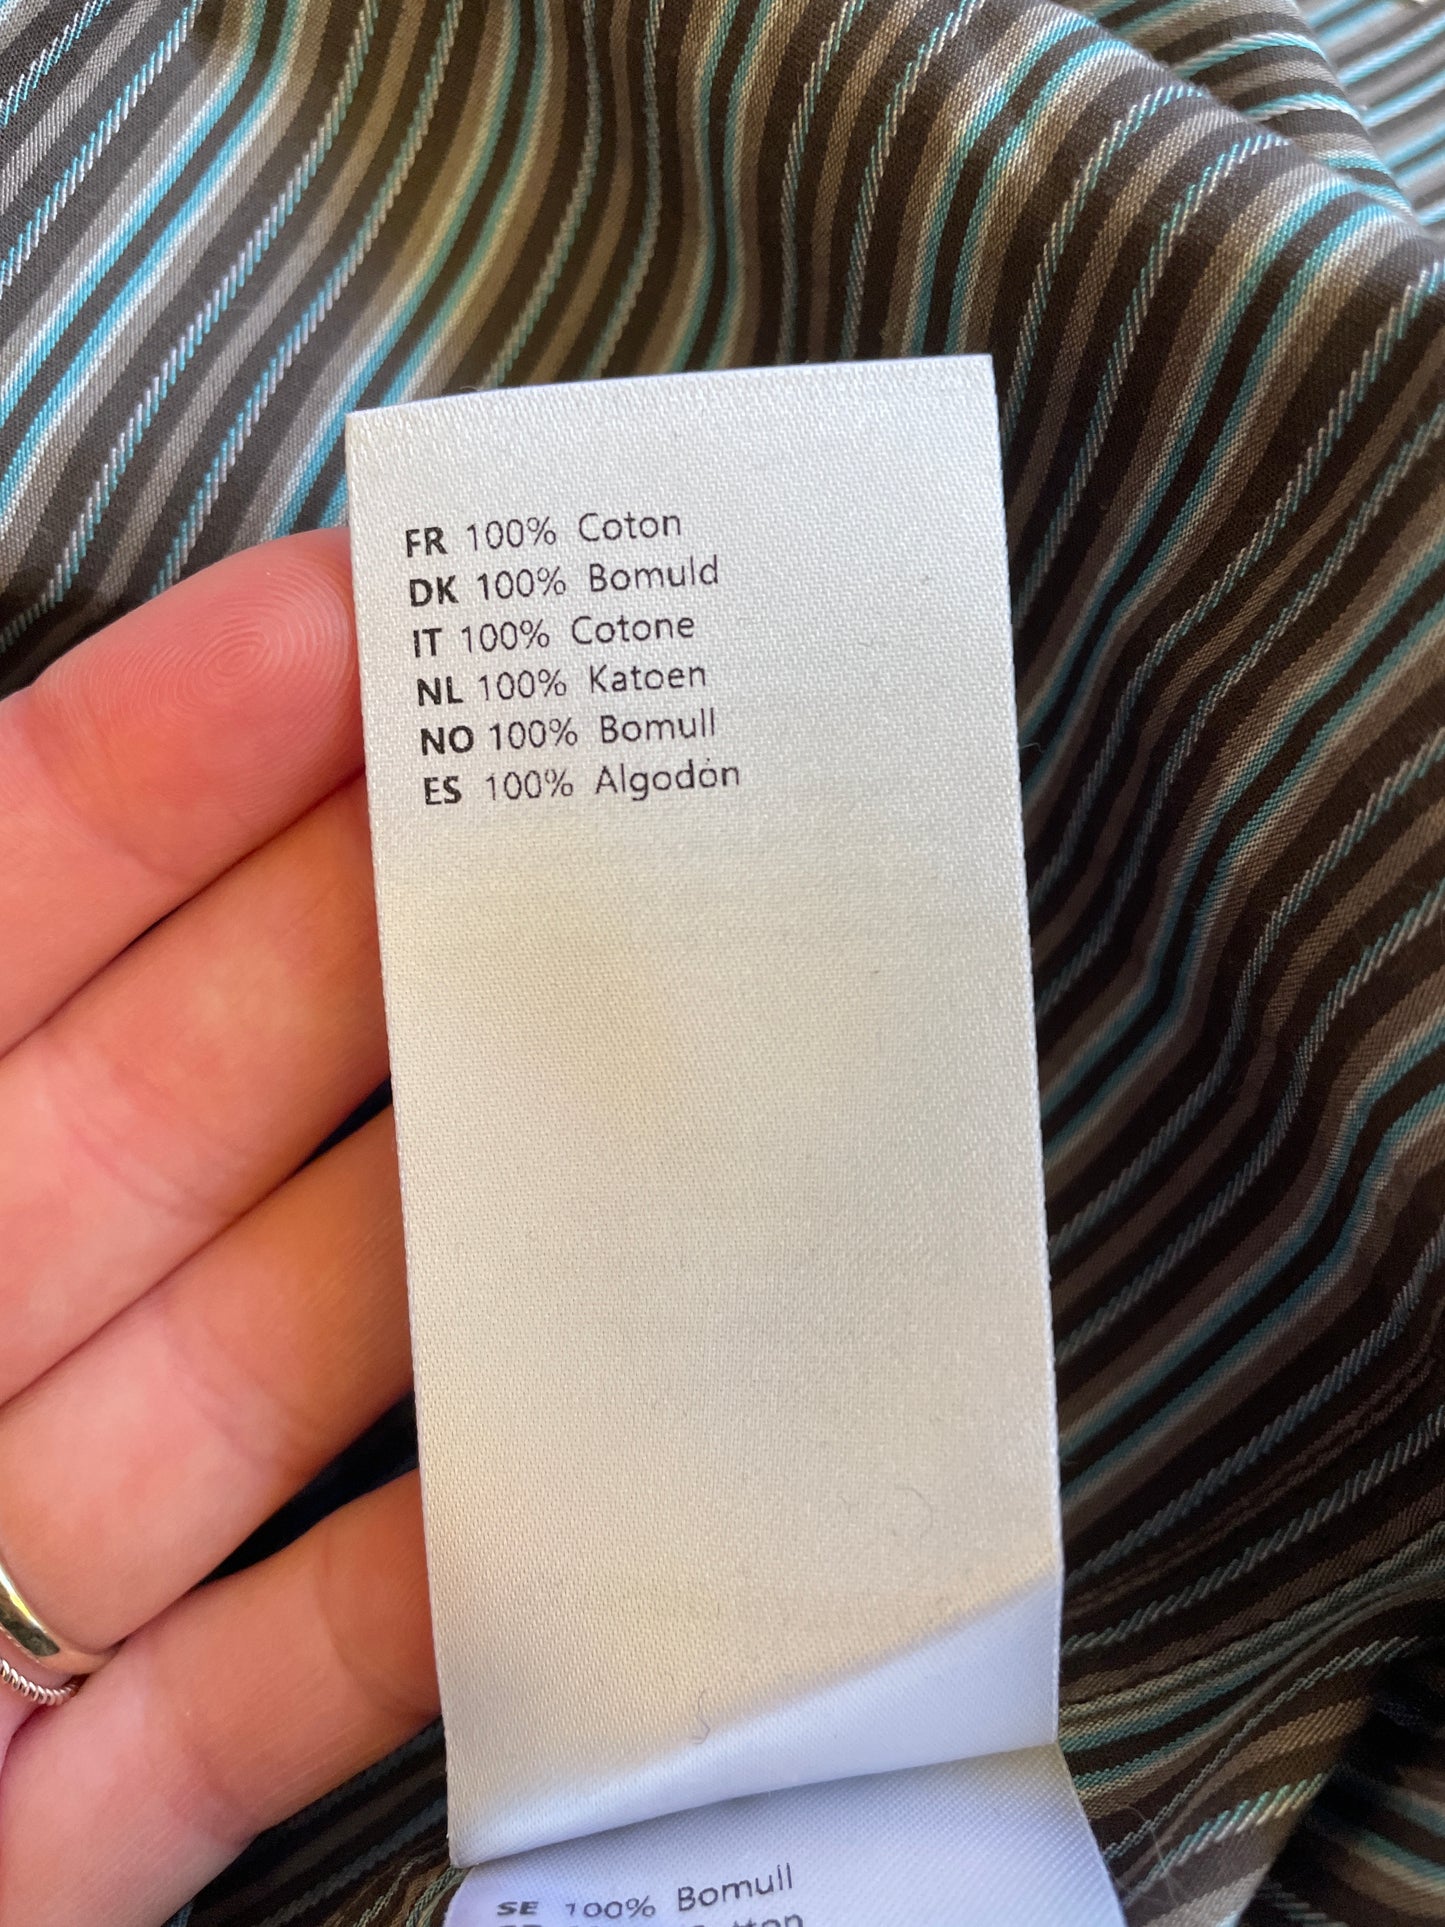 FR 100% Coton
DK 100% Bomuld
IT 100% Cotone
NL 100% Katoen
NO 100% Bomull
ES 100% Algodón
SE 100% Bomull